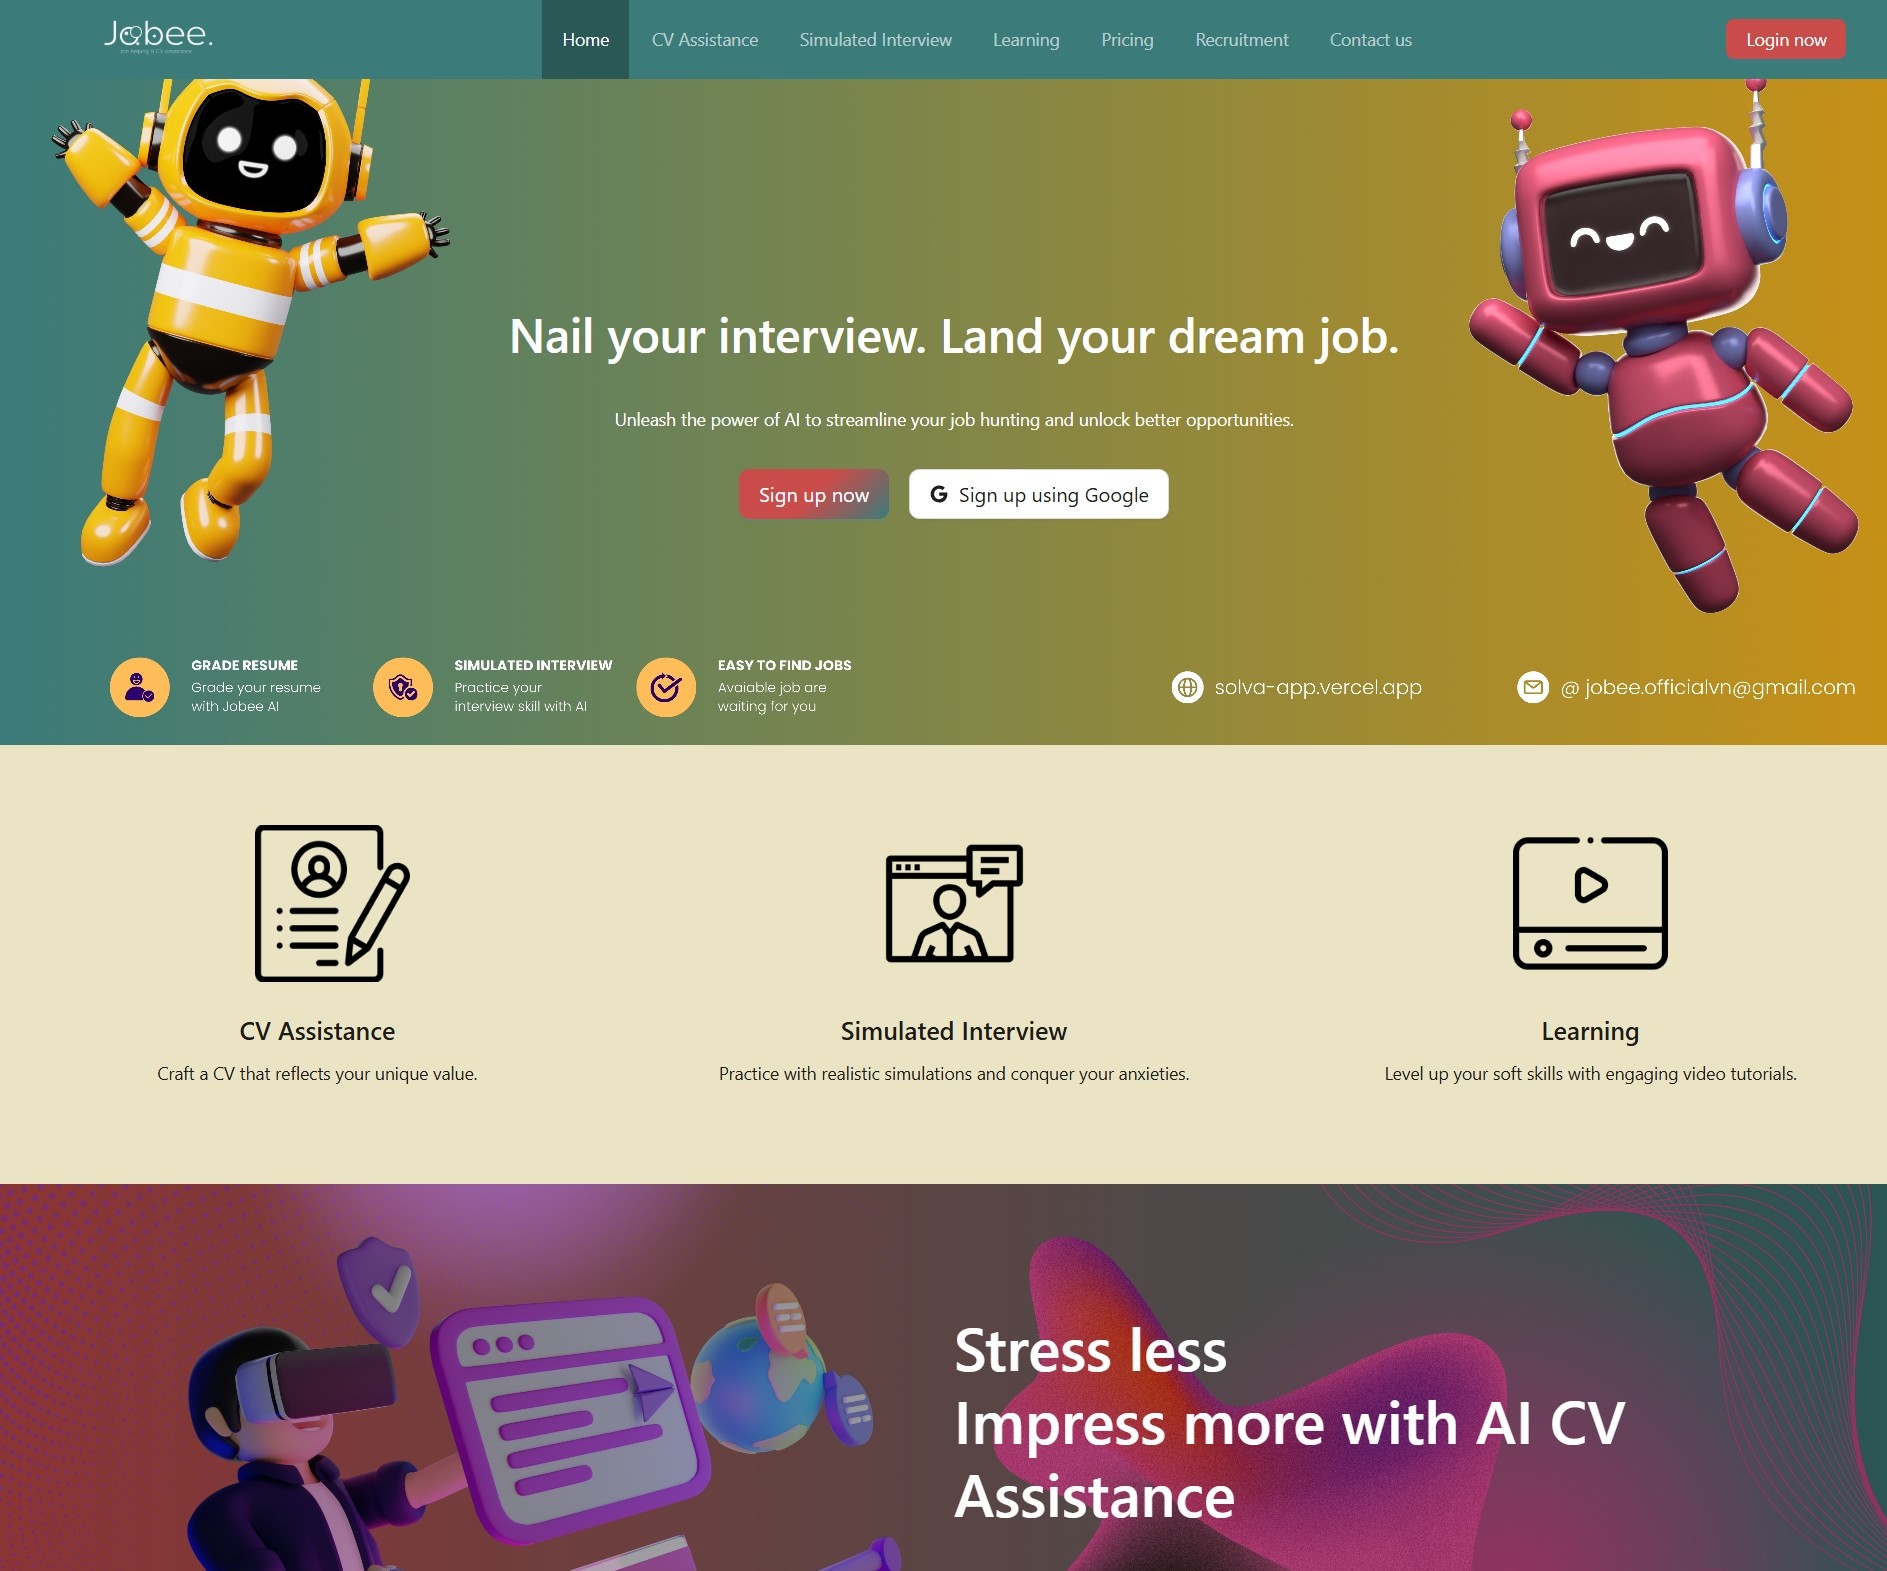 Jobee.
Home
CV Assistance
Simulated Interview
Learning
Pricing
Recruitment
Contact us
Login now
Nail your interview. Land your dream job.
Unleash the power of AI to streamline your job hunting and unlock better opportunities.
Sign up now
Sign up using Google
GRADE RESUME
Grade your resume
with Jobee AI
SIMULATED INTERVIEW
Practice your
interview skill with AI
EASY TO FIND JOBS
Avaiable job are
waiting for you
solva-app.vercel.app
@ jobee.officialvn@gmail.com
CV Assistance
Craft a CV that reflects your unique value.
Simulated Interview
Practice with realistic simulations and conquer your anxieties.
Learning
Level up your soft skills with engaging video tutorials.
Stress less
Impress more with AI CV
Assistance